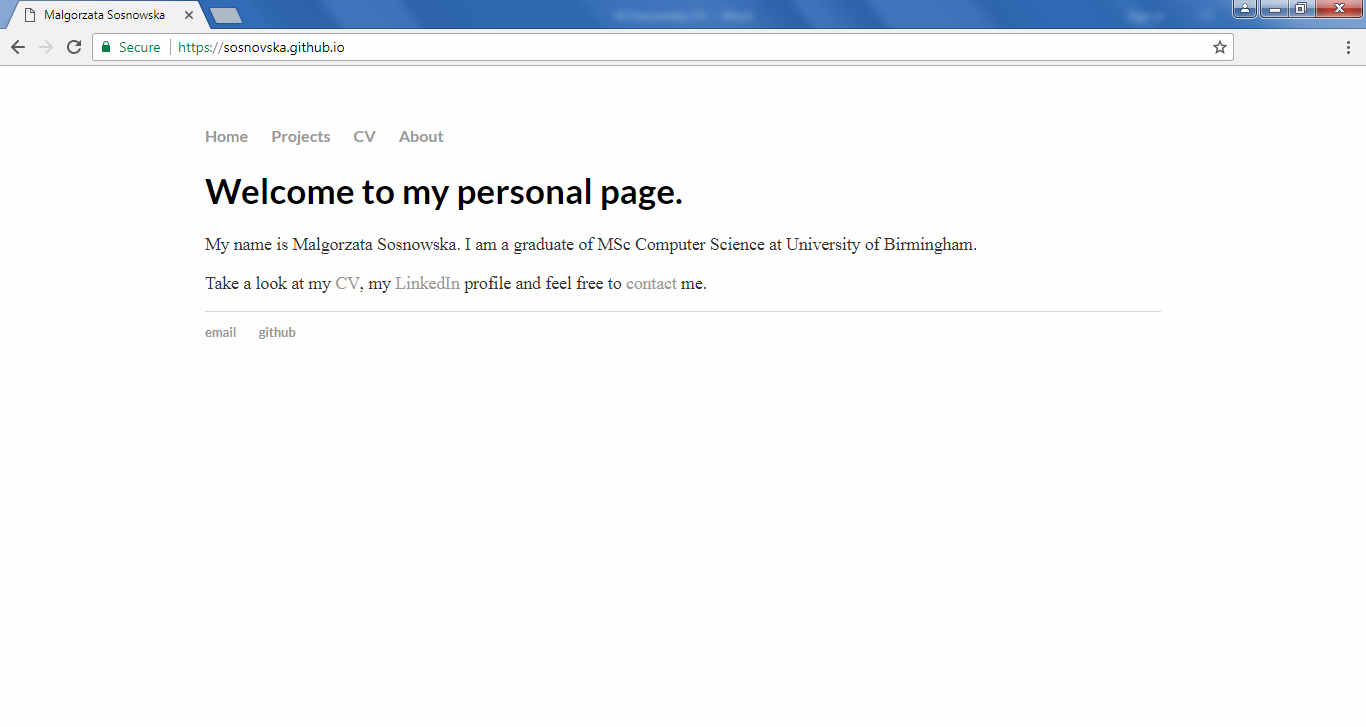 Malgorzata Sosnowska
Secure https://sosnovska.github.io
Home Projects CV About
Welcome to my personal page.
My name is Malgorzata Sosnowska. I am a graduate of MSc Computer Science at University of Birmingham.
Take a look at my CV, my LinkedIn profile and feel free to contact me.
email github